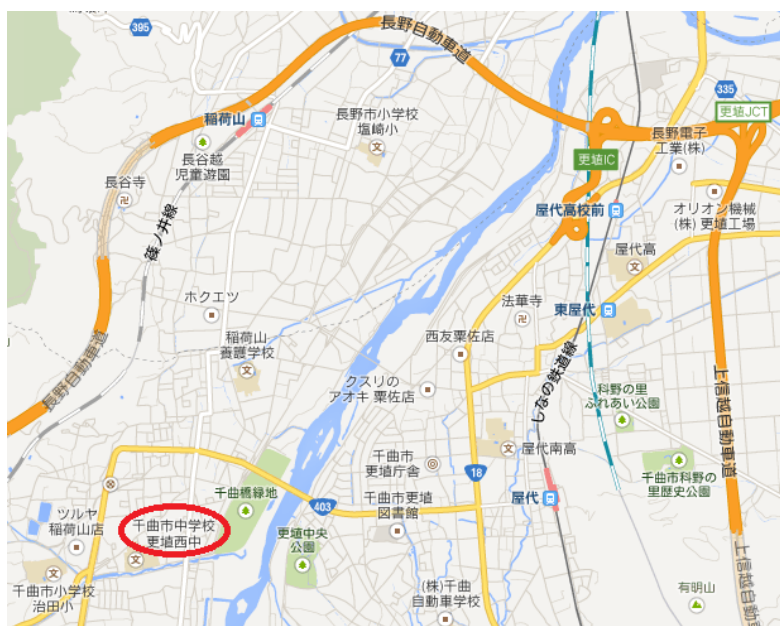 395
長野自動車道
77
335
更埴JCT
稲荷山
長野市小学校
塩崎小
長野電子
工業(株)
更埴IC
長谷越
児童遊園
長谷寺
屋代高校前
オリオン機械
(株) 更埴工場
篠ノ井線
屋代高
ホクエツ
法華寺
東屋代
稲荷山
養護学校
西友粟佐店
長野自動車道
クスリの
アオキ 粟佐店
しなの鉄道線
上信越自動車道
科野の里
ふれあい公園
千曲市
更埴庁舎
18
屋代南高
千曲市科野の
里歴史公園
千曲橋緑地
403
千曲市更埴
図書館
屋代
ツルヤ
稲荷山店
千曲市中学校
更埴西中
更埴中央
公園
上信越自動車道
千曲市小学校
治田小
(株)千曲
自動車学校
有明山